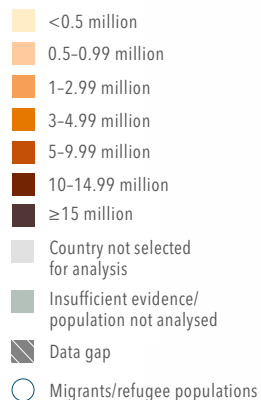 <0.5 million
0.5–0.99 million
1–2.99 million
3–4.99 million
5–9.99 million
10–14.99 million
≥15 million
Country not selected
for analysis
Insufficient evidence/
population not analysed
Data gap
Migrants/refugee populations